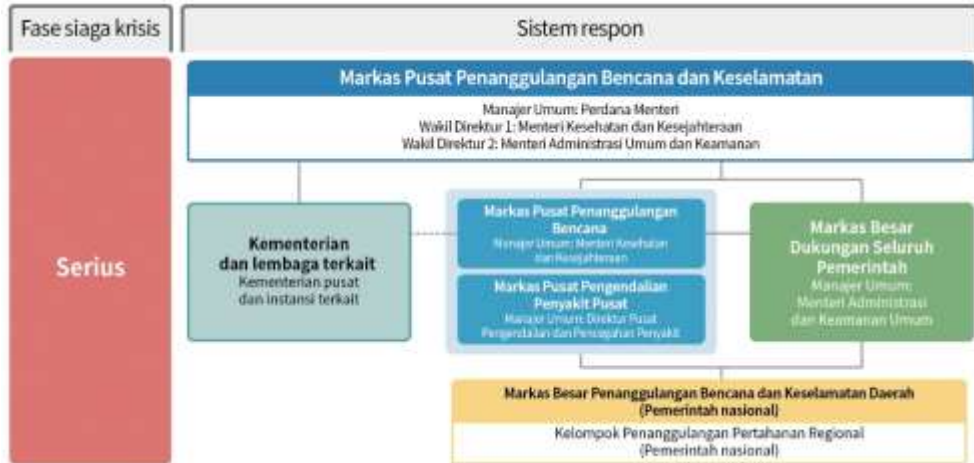 Fase siaga krisis
Sistem respon
Serius
Markas Pusat Penanggulangan Bencana dan Keselamatan
Manajer Umum: Perdana Menteri
Wakil Direktur 1: Menteri Kesehatan dan Kesejahteraan
Wakil Direktur 2: Menteri Administrasi Umum dan Keamanan
Kementerian
dan lembaga terkait
Kementerian pusat
dan instansi terkait
Markas Pusat Penanggulangan
Bencana
Manajer Umum: Menteri Kesehatan
dan Kesejahteraan
Markas Pusat Pengendalian
Penyakit Pusat
Manajer Umum: Direktur Pusat
Pengendalian dan Pencegahan Penyakit
Markas Besar
Dukungan Seluruh
Pemerintah
Manajer Umum:
Menteri Administrasi
dan Keamanan Umum
Markas Besar Penanggulangan Bencana dan Keselamatan Daerah
(Pemerintah nasional)
Kelompok Penanggulangan Pertahanan Regional
(Pemerintah nasional)